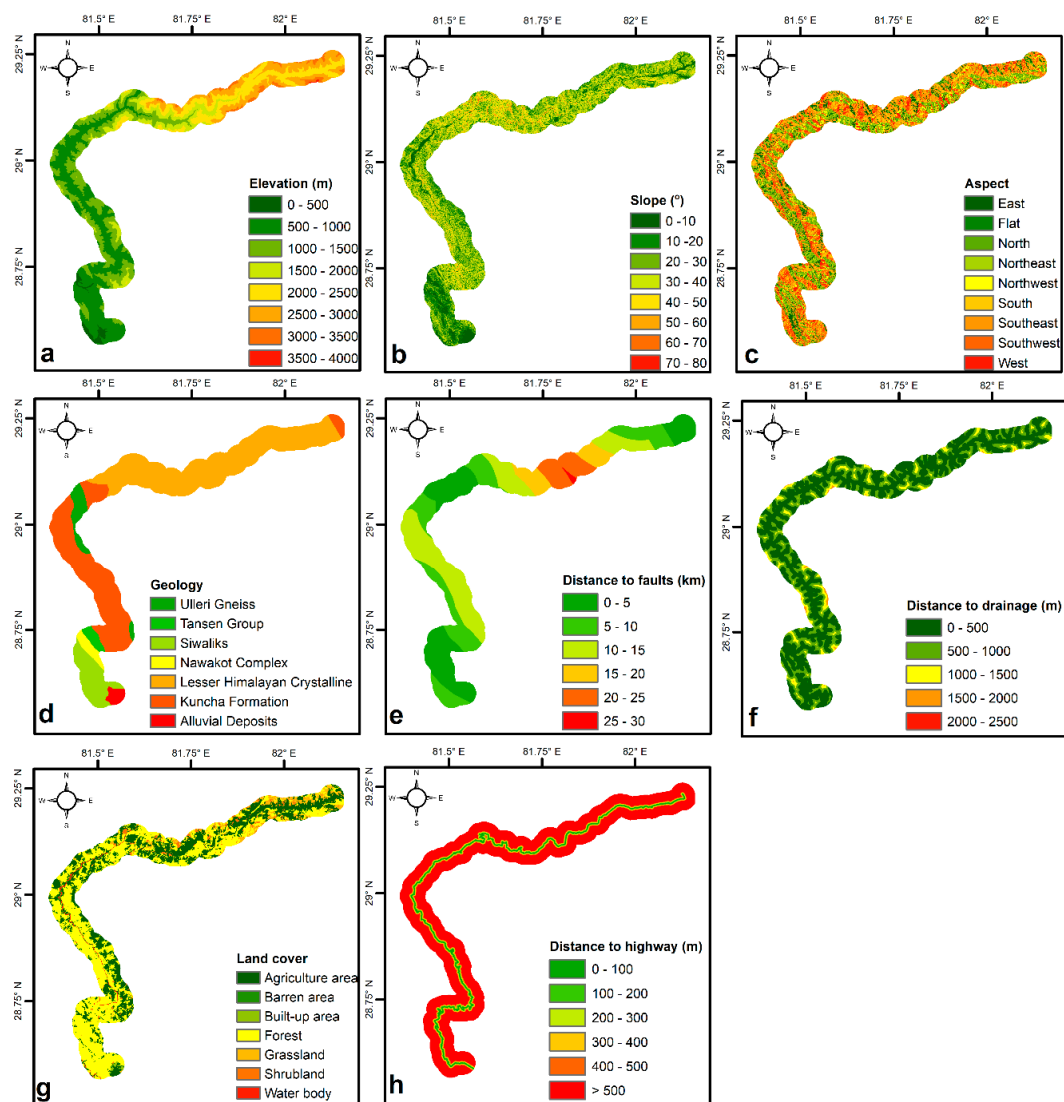 81.5° E 81.75° E 82° E
29.25° N
29° N
28.75° N
N
W E
S
Elevation (m)
0 - 500
500 - 1000
1000 - 1500
1500 - 2000
2000 - 2500
2500 - 3000
3000 - 3500
3500 - 4000
a
81.5° E 81.75° E 82° E
29.25° N
29° N
28.75° N
N
W E
S
Slope (°)
0 -10
10 -20
20 - 30
30 - 40
40 - 50
50 - 60
60 - 70
70 - 80
b
81.5° E 81.75° E 82° E
29.25° N
29° N
28.75° N
N
W E
S
Aspect
East
Flat
North
Northeast
Northwest
South
Southeast
Southwest
West
c
81.5° E 81.75° E 82° E
29.25° N
29° N
28.75° N
N
W E
S
Geology
Ulleri Gneiss
Tansen Group
Siwaliks
Nawakot Complex
Lesser Himalayan Crystalline
Kuncha Formation
Alluvial Deposits
d
81.5° E 81.75° E 82° E
29.25° N
29° N
28.75° N
N
W E
S
Distance to faults (km)
0 - 5
5 - 10
10 - 15
15 - 20
20 - 25
25 - 30
e
81.5° E 81.75° E 82° E
29.25° N
29° N
28.75° N
N
W E
S
Distance to drainage (m)
0 - 500
500 - 1000
1000 - 1500
1500 - 2000
2000 - 2500
f
81.5° E 81.75° E 82° E
29.25° N
29° N
28.75° N
N
W E
S
Land cover
Agriculture area
Barren area
Built-up area
Forest
Grassland
Shrubland
Water body
g
81.5° E 81.75° E 82° E
29.25° N
29° N
28.75° N
N
W E
S
Distance to highway (m)
0 - 100
100 - 200
200 - 300
300 - 400
400 - 500
> 500
h